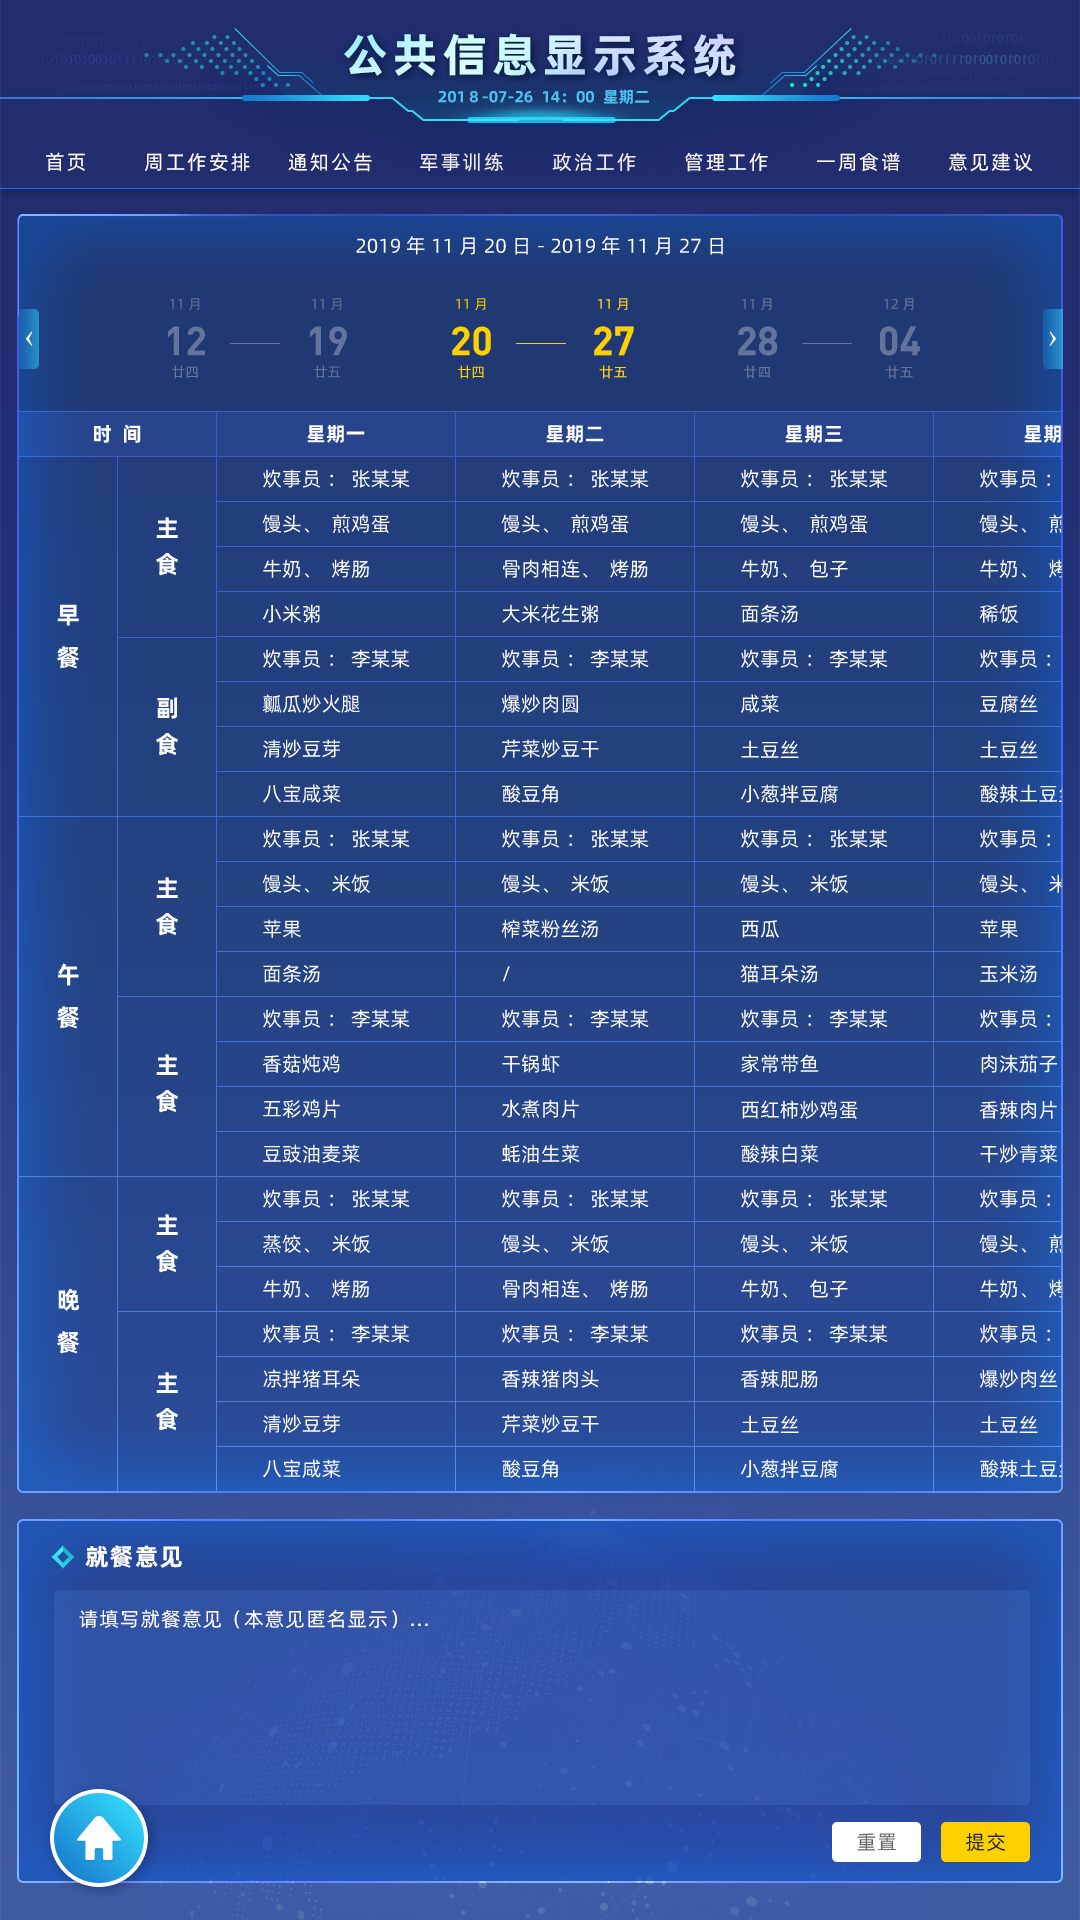 公共信息显示系统
2018-07-26 14：00 星期二
首页 周工作安排 通知公告 军事训练 政治工作 管理工作 一周食谱 意见建议
2019 年 11 月 20 日 - 2019 年 11 月 27 日
11 月 11 月 11 月 11 月 11 月 12 月
12 19 20 27 28 04
廿四 廿五 廿四 廿五 廿四 廿五
时 间 星期一 星期二 星期三 星期
早餐
主食
炊事员： 张某某 炊事员： 张某某 炊事员： 张某某 炊事员：
馒头、 煎鸡蛋 馒头、 煎鸡蛋 馒头、 煎鸡蛋 馒头、 煎
牛奶、 烤肠 骨肉相连、 烤肠 牛奶、 包子 牛奶、 烤
小米粥 大米花生粥 面条汤 稀饭
副食
炊事员： 李某某 炊事员： 李某某 炊事员： 李某某 炊事员：
瓤瓜炒火腿 爆炒肉圆 咸菜 豆腐丝
清炒豆芽 芹菜炒豆干 土豆丝 土豆丝
八宝咸菜 酸豆角 小葱拌豆腐 酸辣土豆丝
午餐
主食
炊事员： 张某某 炊事员： 张某某 炊事员： 张某某 炊事员：
馒头、 米饭 馒头、 米饭 馒头、 米饭 馒头、 米
苹果 榨菜粉丝汤 西瓜 苹果
面条汤 / 猫耳朵汤 玉米汤
主食
炊事员： 李某某 炊事员： 李某某 炊事员： 李某某 炊事员：
香菇炖鸡 干锅虾 家常带鱼 肉沫茄子
五彩鸡片 水煮肉片 西红柿炒鸡蛋 香辣肉片
豆豉油麦菜 蚝油生菜 酸辣白菜 干炒青菜
晚餐
主食
炊事员： 张某某 炊事员： 张某某 炊事员： 张某某 炊事员：
蒸饺、 米饭 馒头、 米饭 馒头、 米饭 馒头、 煎
牛奶、 烤肠 骨肉相连、 烤肠 牛奶、 包子 牛奶、 烤
主食
炊事员： 李某某 炊事员： 李某某 炊事员： 李某某 炊事员：
凉拌猪耳朵 香辣猪肉头 香辣肥肠 爆炒肉丝
清炒豆芽 芹菜炒豆干 土豆丝 土豆丝
八宝咸菜 酸豆角 小葱拌豆腐 酸辣土豆丝
就餐意见
请填写就餐意见（本意见匿名显示）...
重置 提交